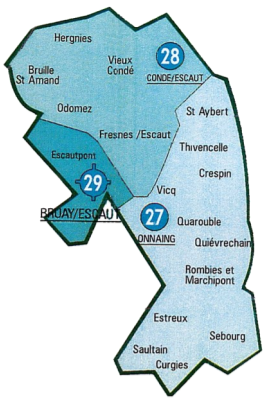 Hergnies
28
Vieux
Condé
CONDE/ESCAUT
Bruille
St Amand
Odomez
St Aybert
Fresnes /Escaut
Thivencelle
Escautpont
Crespin
29
Vicq
BRUAY/ESCAUT
27
Quarouble
ONNAING
Quiévrechain
Rombies et
Marchipont
Estreux
Sebourg
Saultain
Curgies